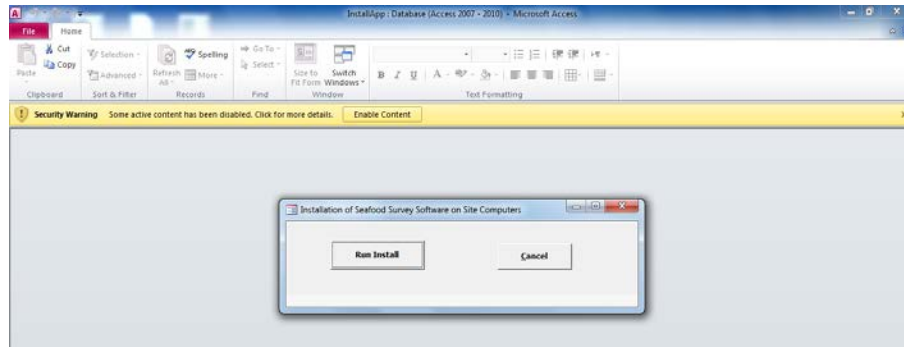 InstallApp : Database (Access 2007 - 2010) - Microsoft Access
File Home
Cut
Copy
Paste
Clipboard
Selection
Advanced
Sort & Filter
Refresh All
Spelling
More
Records
Go To
Select
Find
Size to Fit Form
Switch Windows
Window
B I U A
Text Formatting
Security Warning Some active content has been disabled. Click for more details. Enable Content
Installation of Seafood Survey Software on Site Computers
Run Install Cancel